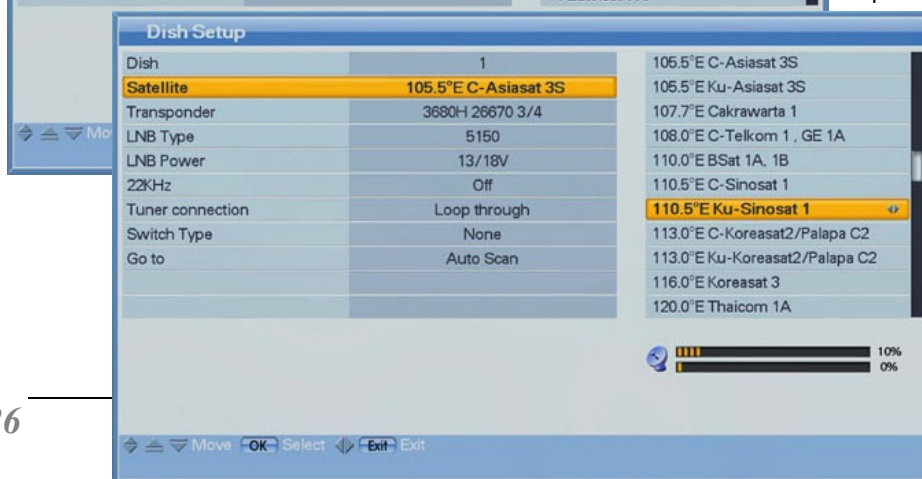 Dish Setup
Dish 1
Satellite 105.5°E C-Asiasat 3S
Transponder 3680H 26670 3/4
LNB Type 5150
LNB Power 13/18V
22KHz Off
Tuner connection Loop through
Switch Type None
Go to Auto Scan
105.5°E C-Asiasat 3S
105.5°E Ku-Asiasat 3S
107.7°E Cakrawarta 1
108.0°E C-Telkom 1 , GE 1A
110.0°E BSat 1A, 1B
110.5°E C-Sinosat 1
110.5°E Ku-Sinosat 1
113.0°E C-Koreasat2/Palapa C2
113.0°E Ku-Koreasat2/Palapa C2
116.0°E Koreasat 3
120.0°E Thaicom 1A
10%
0%
Move OK Select Exit Exit